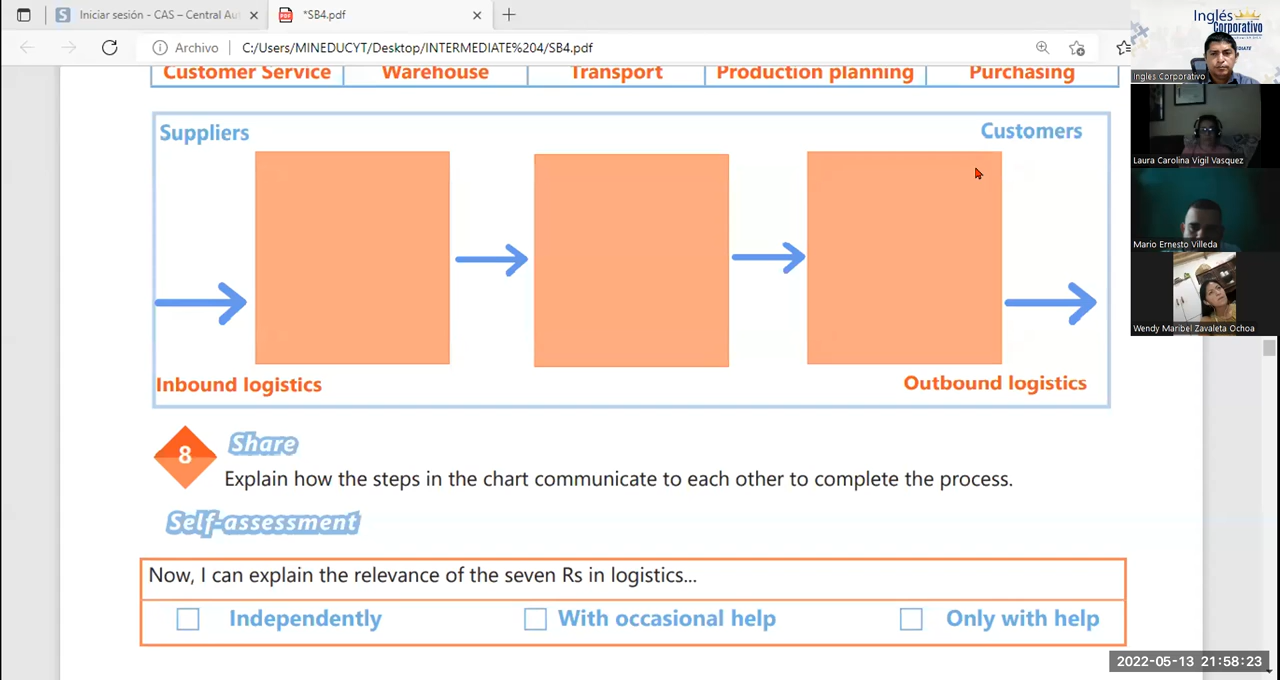 Iniciar sesión - CAS – Central Au
*SB4.pdf
Archivo
C:/Users/MINEDUCYT/Desktop/INTERMEDIATE%204/SB4.pdf
Inglés
Corporativo
Ingles Corporativo
Laura Carolina Vigil Vasquez
Mario Ernesto Villeda
Wendy Maribel Zavaleta Ochoa
Customer Service Warehouse Transport Production planning Purchasing
Suppliers Customers
Inbound logistics Outbound logistics
8 Share
Explain how the steps in the chart communicate to each other to complete the process.
Self-assessment
Now, I can explain the relevance of the seven Rs in logistics...
Independently With occasional help Only with help
2022-05-13 21:58:23